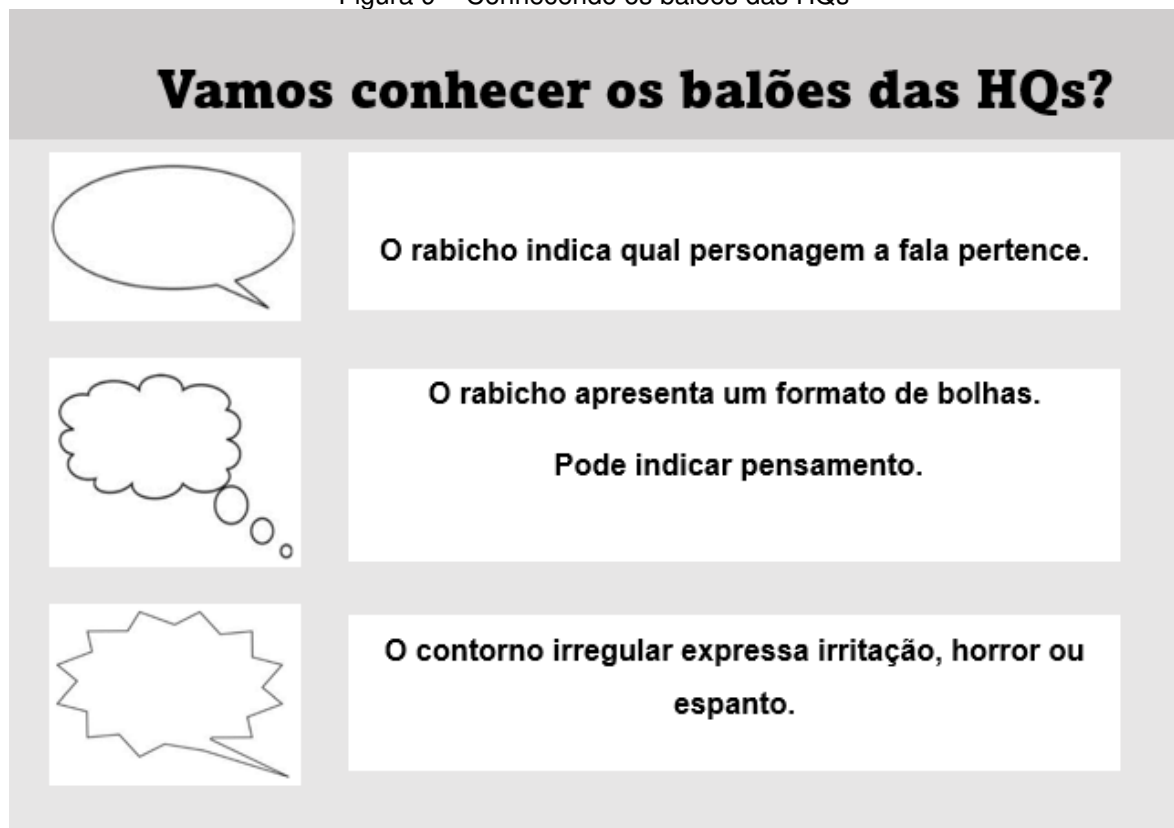 Vamos conhecer os balões das HQs?
O rabicho indica qual personagem a fala pertence.
O rabicho apresenta um formato de bolhas.
Pode indicar pensamento.
O contorno irregular expressa irritação, horror ou
espanto.